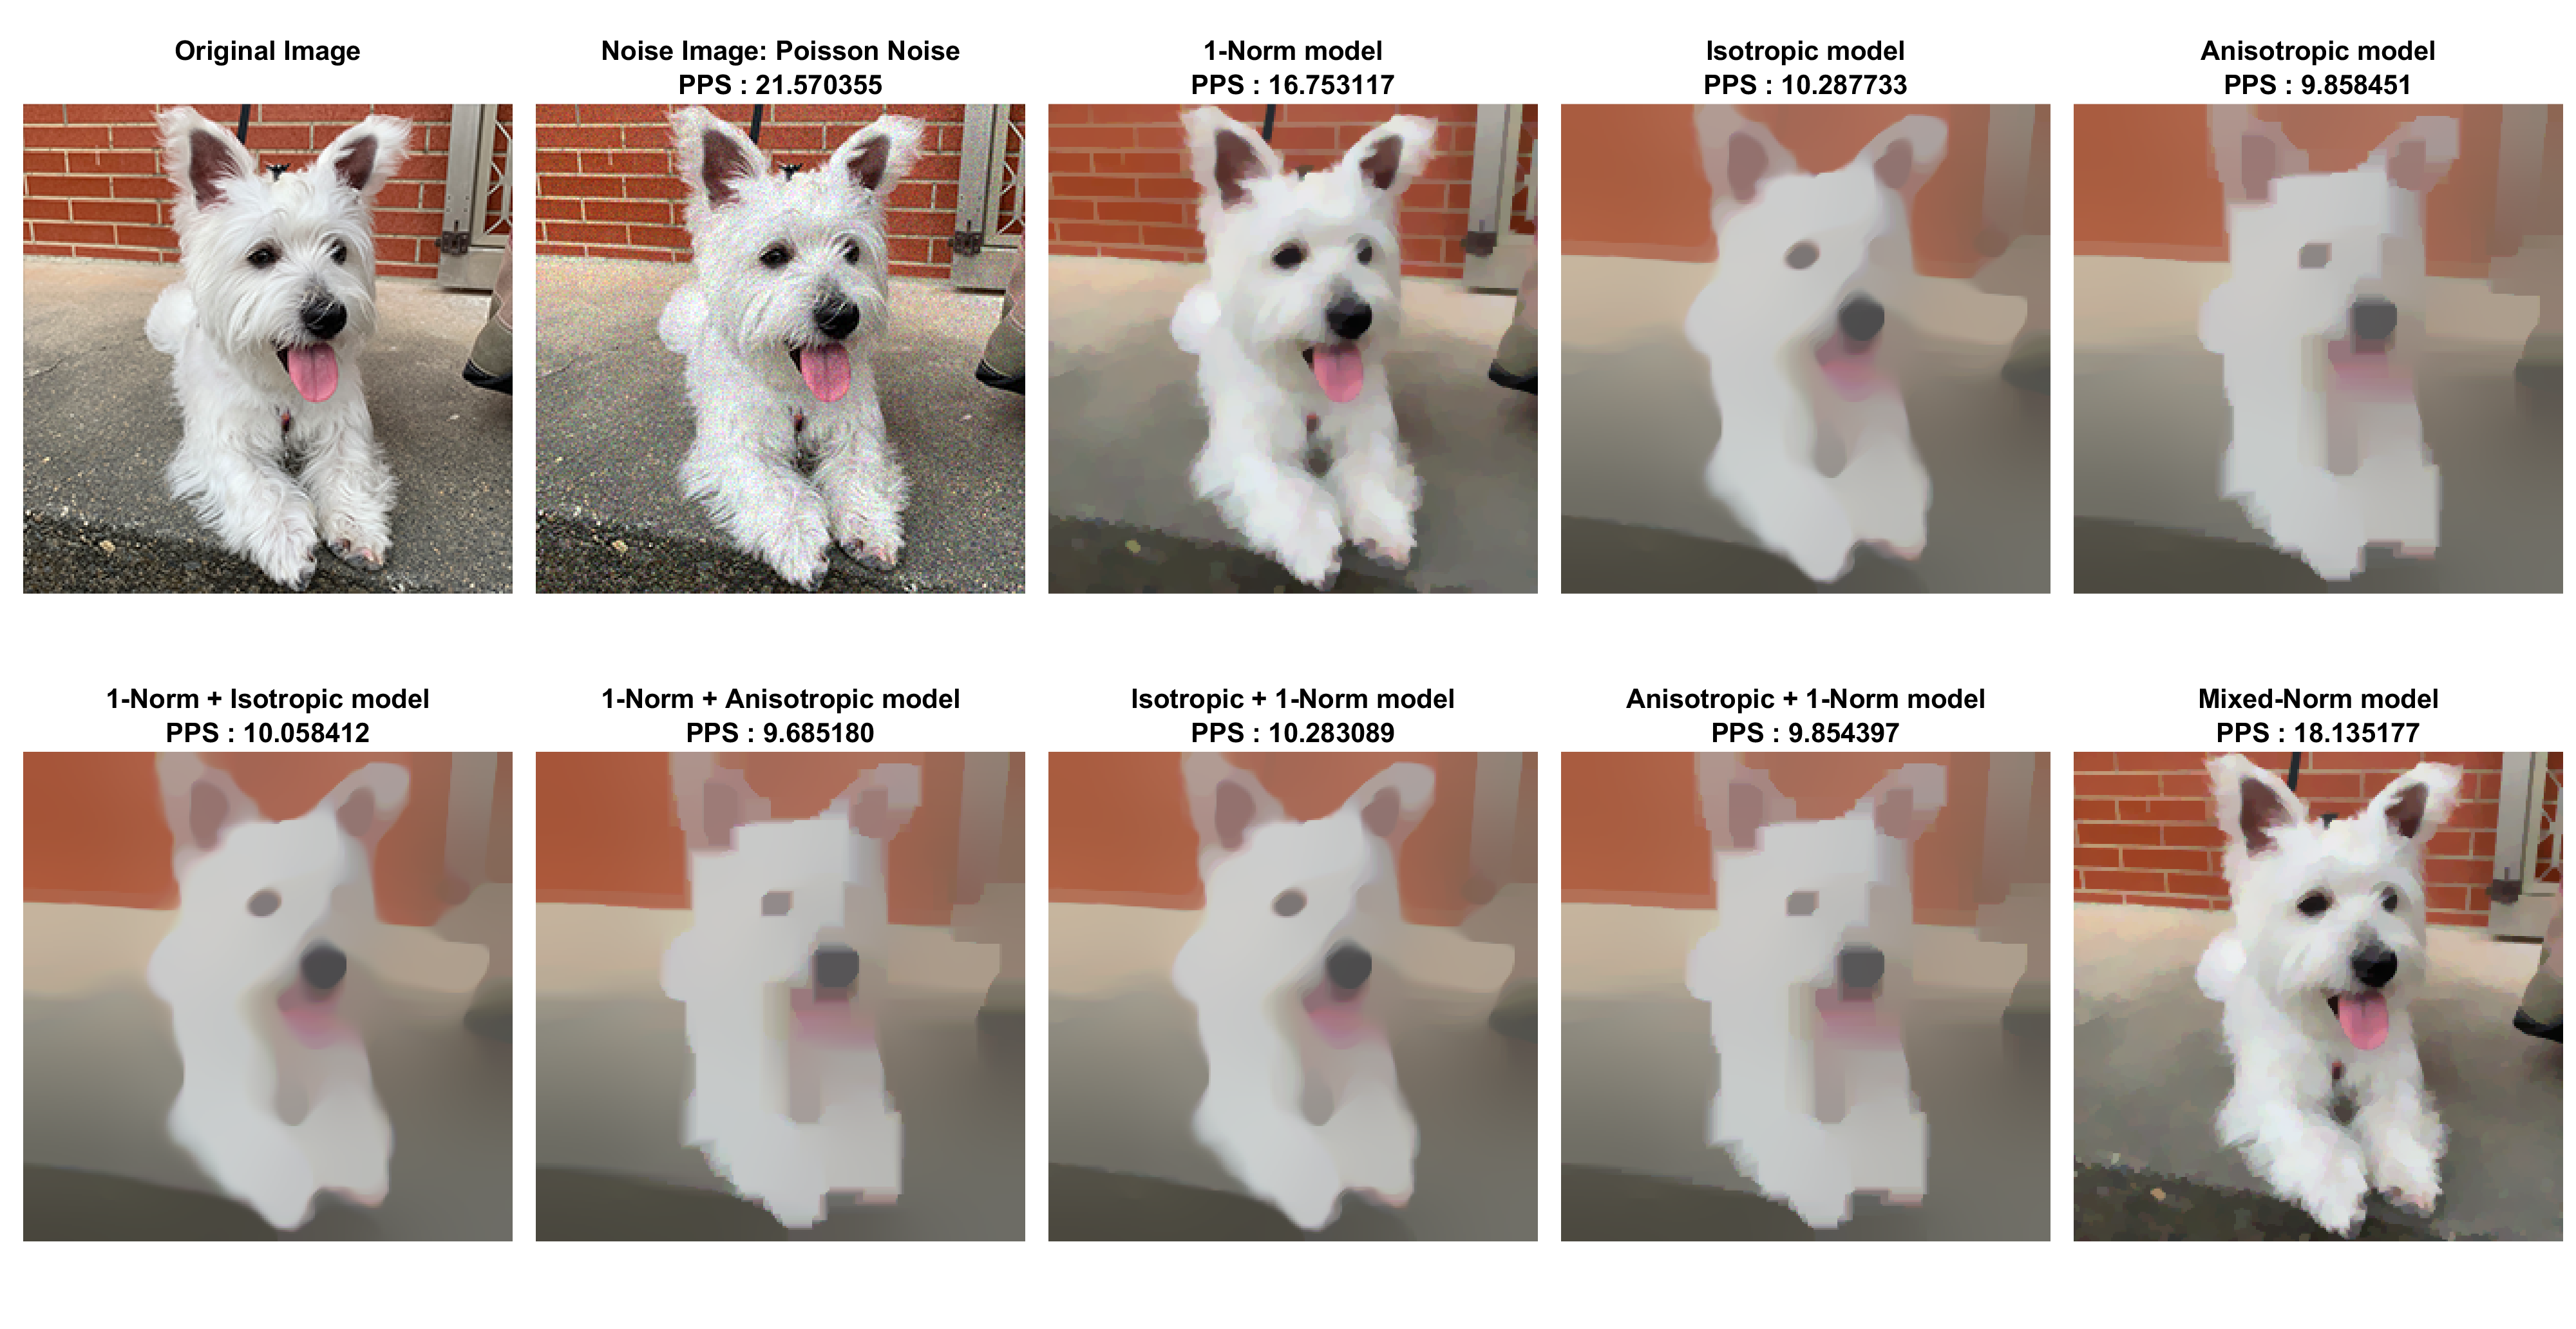 Original Image
Noise Image: Poisson Noise
PPS : 21.570355
1-Norm model
PPS : 16.753117
Isotropic model
PPS : 10.287733
Anisotropic model
PPS : 9.858451
1-Norm + Isotropic model
PPS : 10.058412
1-Norm + Anisotropic model
PPS : 9.685180
Isotropic + 1-Norm model
PPS : 10.283089
Anisotropic + 1-Norm model
PPS : 9.854397
Mixed-Norm model
PPS : 18.135177